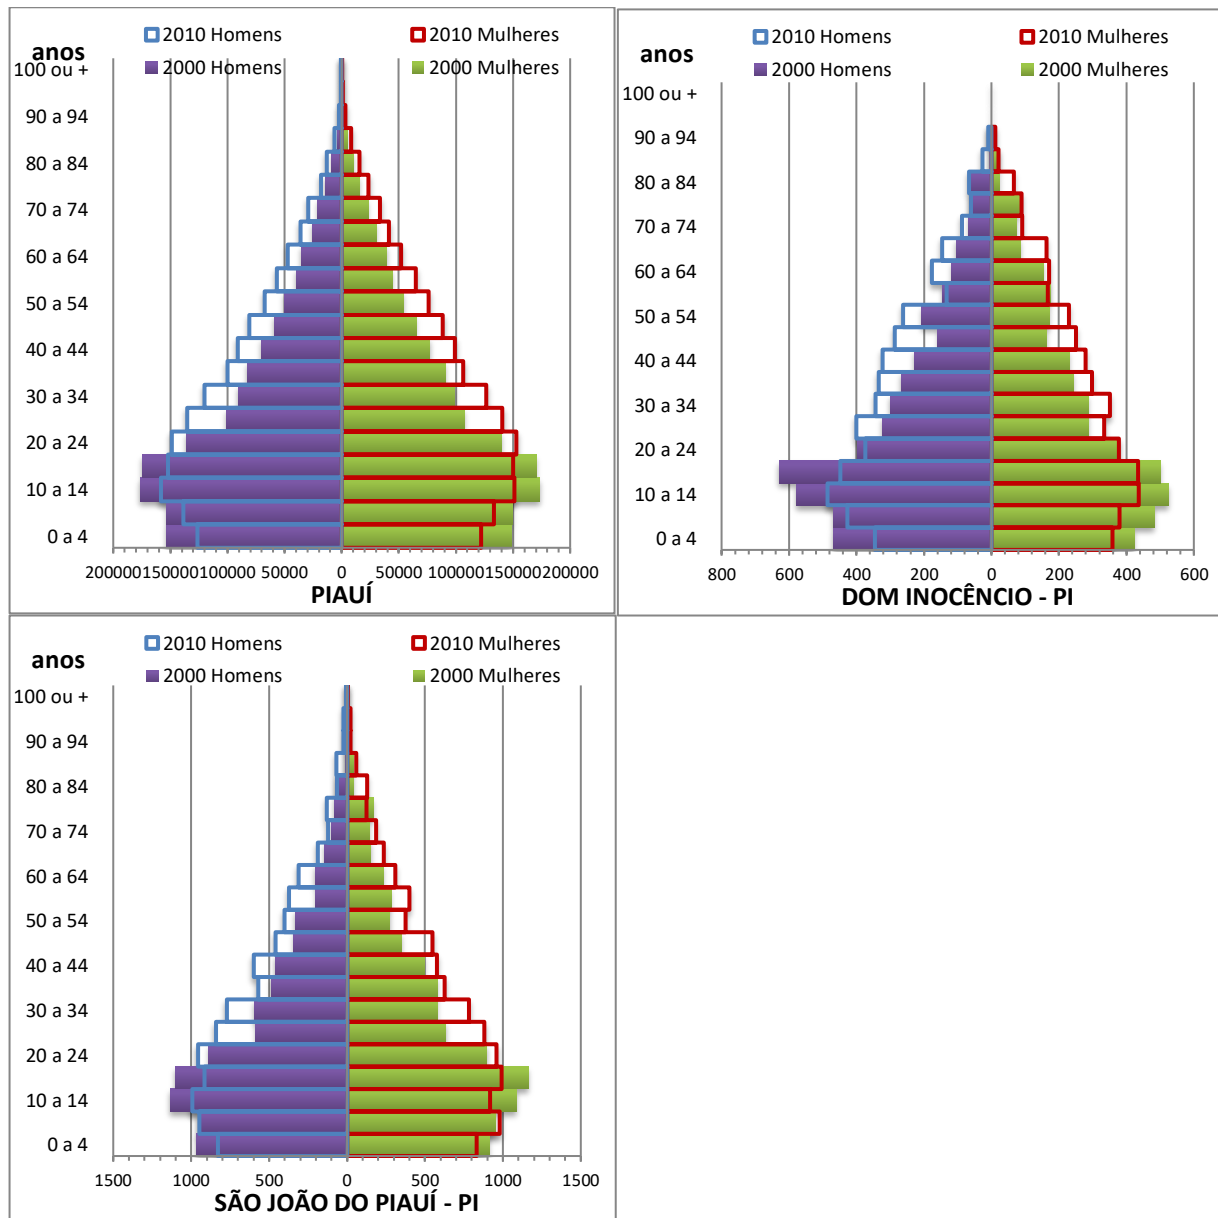 anos
2010 Homens
2010 Mulheres
2000 Homens
2000 Mulheres
100 ou +
90 a 94
80 a 84
70 a 74
60 a 64
50 a 54
40 a 44
30 a 34
20 a 24
10 a 14
0 a 4
200000 150000 100000 50000 0 50000 100000 150000 200000
PIAUÍ
anos
2010 Homens
2010 Mulheres
2000 Homens
2000 Mulheres
100 ou +
90 a 94
80 a 84
70 a 74
60 a 64
50 a 54
40 a 44
30 a 34
20 a 24
10 a 14
0 a 4
800 600 400 200 0 200 400 600
DOM INOCÊNCIO - PI
anos
2010 Homens
2010 Mulheres
2000 Homens
2000 Mulheres
100 ou +
90 a 94
80 a 84
70 a 74
60 a 64
50 a 54
40 a 44
30 a 34
20 a 24
10 a 14
0 a 4
1500 1000 500 0 500 1000 1500
SÃO JOÃO DO PIAUÍ - PI